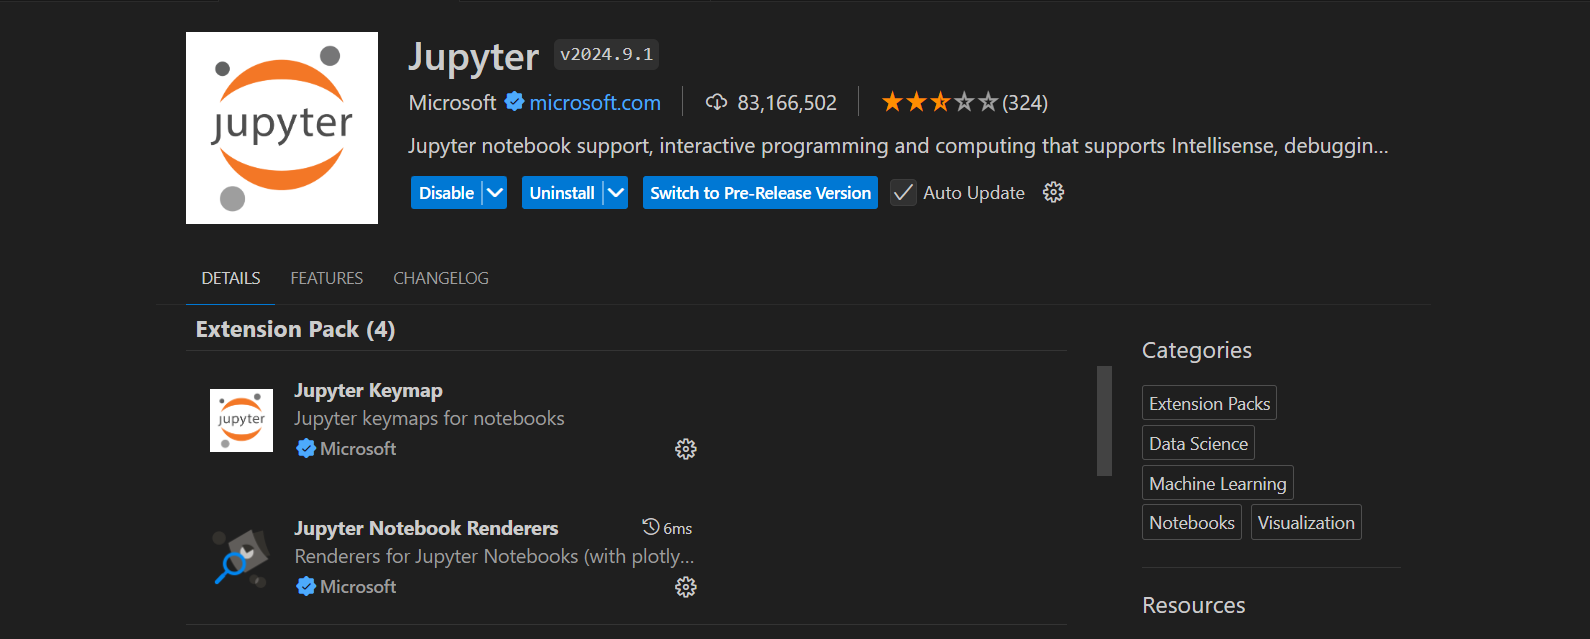 jupyter
Jupyter v2024.9.1
Microsoft microsoft.com 83,166,502 (324)
Jupyter notebook support, interactive programming and computing that supports Intellisense, debuggin...
Disable Uninstall Switch to Pre-Release Version Auto Update
DETAILS FEATURES CHANGELOG
Extension Pack (4)
jupyter
Jupyter Keymap
Jupyter keymaps for notebooks
Microsoft
Jupyter Notebook Renderers 6ms
Renderers for Jupyter Notebooks (with plotly...
Microsoft
Categories
Extension Packs
Data Science
Machine Learning
Notebooks Visualization
Resources